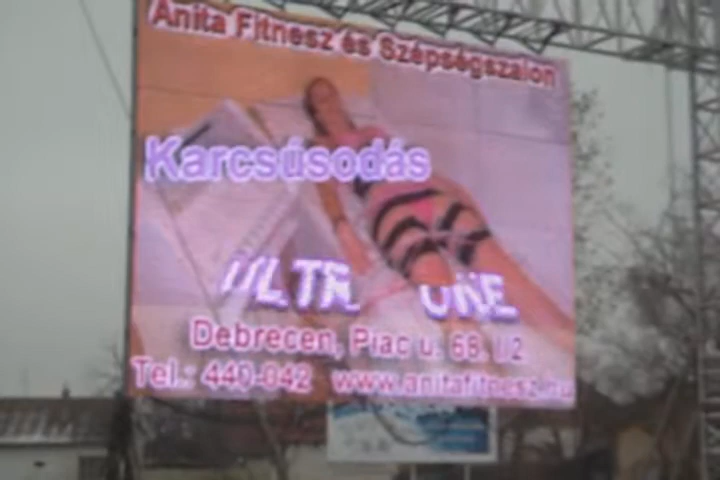 Anita Fitnesz és Szépségszalon
Karcsúsodás
Debrecen, Piac u. 68. I/2
Tel.: 440-042 www.anitafitnesz.hu